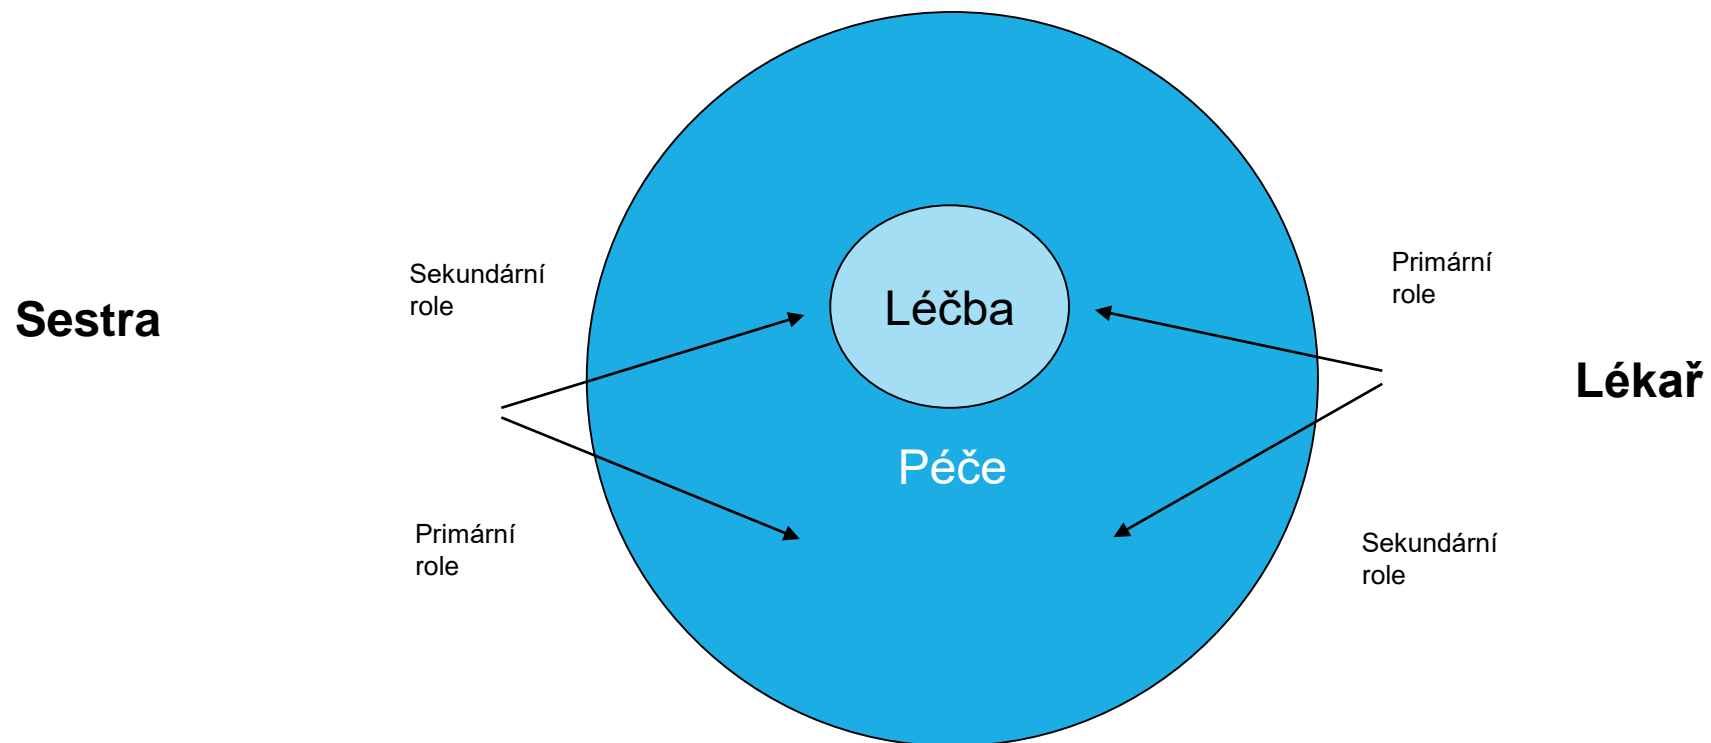 Sestra
Sekundární
role
Primární
role
Léčba
Péče
Primární
role
Sekundární
role
Lékař